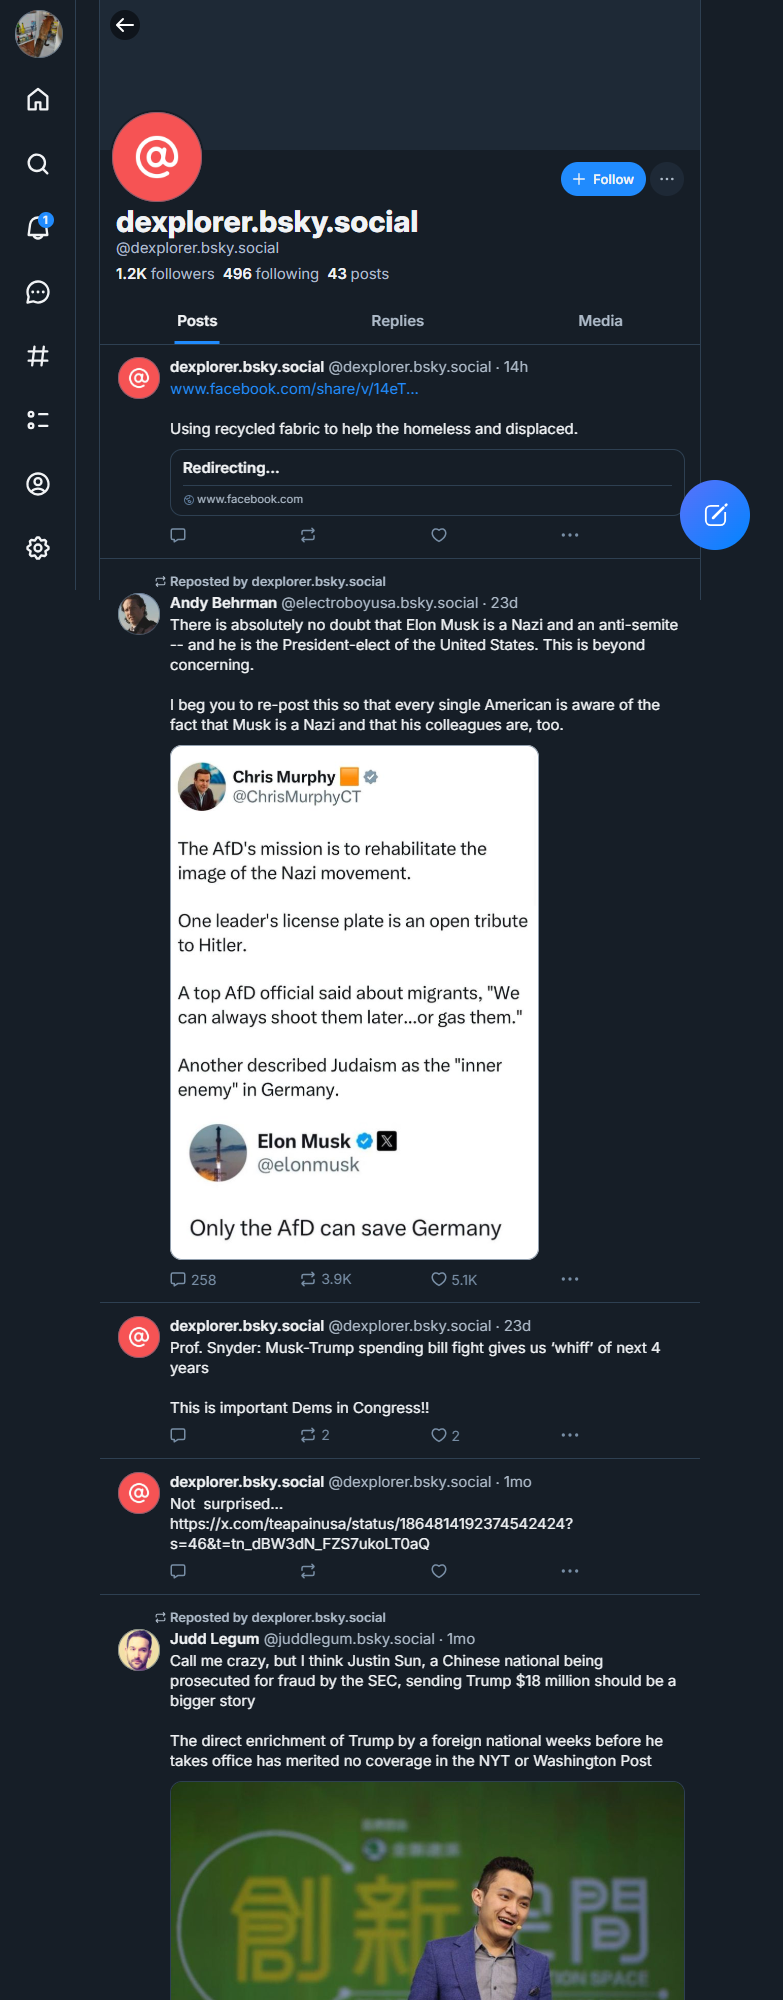 @
+ Follow
1
dexplorer.bsky.social
@dexplorer.bsky.social
1.2K followers 496 following 43 posts
Posts Replies Media
@
dexplorer.bsky.social @dexplorer.bsky.social · 14h
www.facebook.com/share/v/14eT...
Using recycled fabric to help the homeless and displaced.
Redirecting...
www.facebook.com
Reposted by dexplorer.bsky.social
Andy Behrman @electroboyusa.bsky.social · 23d
There is absolutely no doubt that Elon Musk is a Nazi and an anti-semite
-- and he is the President-elect of the United States. This is beyond
concerning.
I beg you to re-post this so that every single American is aware of the
fact that Musk is a Nazi and that his colleagues are, too.
Chris Murphy 🟧
@ChrisMurphyCT
The AfD's mission is to rehabilitate the
image of the Nazi movement.
One leader's license plate is an open tribute
to Hitler.
A top AfD official said about migrants, "We
can always shoot them later...or gas them."
Another described Judaism as the "inner
enemy" in Germany.
Elon Musk X
@elonmusk
Only the AfD can save Germany
258 3.9K 5.1K
@
dexplorer.bsky.social @dexplorer.bsky.social · 23d
Prof. Snyder: Musk-Trump spending bill fight gives us ‘whiff’ of next 4
years
This is important Dems in Congress!!
2 2
@
dexplorer.bsky.social @dexplorer.bsky.social · 1mo
Not  surprised...
https://x.com/teapainusa/status/1864814192374542424?
s=46&t=tn_dBW3dN_FZS7ukoLT0aQ
Reposted by dexplorer.bsky.social
Judd Legum @juddlegum.bsky.social · 1mo
Call me crazy, but I think Justin Sun, a Chinese national being
prosecuted for fraud by the SEC, sending Trump $18 million should be a
bigger story
The direct enrichment of Trump by a foreign national weeks before he
takes office has merited no coverage in the NYT or Washington Post
創新 間
SPACE